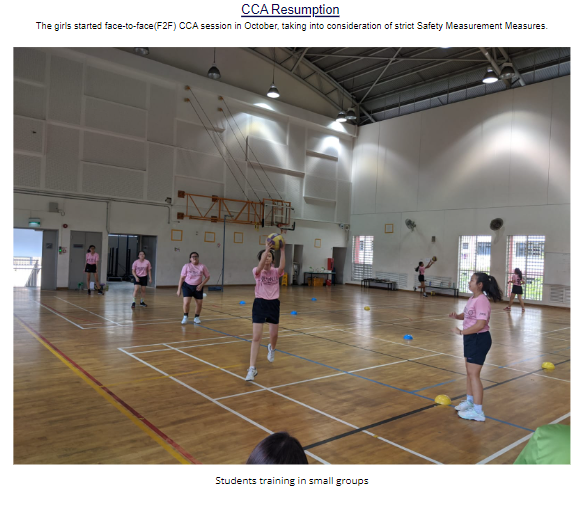 CCA Resumption
The girls started face-to-face(F2F) CCA session in October, taking into consideration of strict Safety Measurement Measures.
Students training in small groups